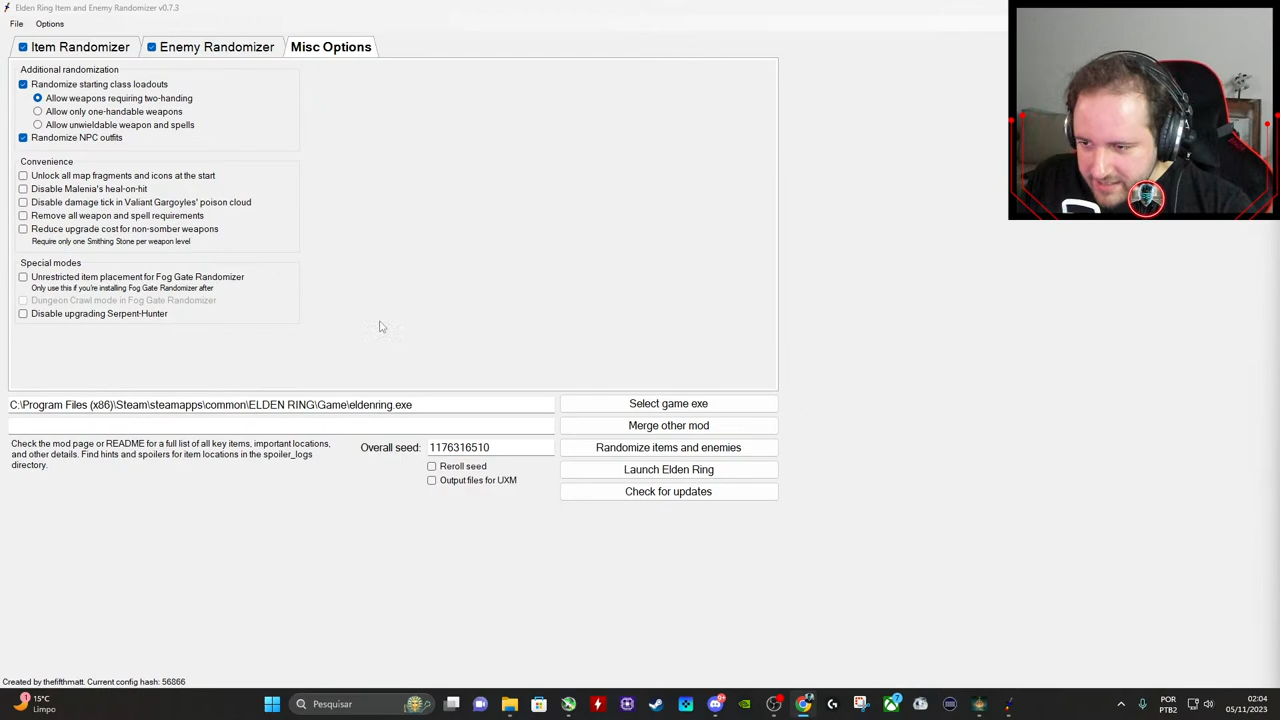 Elden Ring Item and Enemy Randomizer v0.7.3
File Options
Item Randomizer Enemy Randomizer Misc Options
Additional randomization
Randomize starting class loadouts
Allow weapons requiring two-handing
Allow only one-handable weapons
Allow unwieldable weapon and spells
Randomize NPC outfits
Convenience
Unlock all map fragments and icons at the start
Disable Malenia's heal-on-hit
Disable damage tick in Valiant Gargoyles' poison cloud
Remove all weapon and spell requirements
Reduce upgrade cost for non-somber weapons
Require only one Smithing Stone per weapon level
Special modes
Unrestricted item placement for Fog Gate Randomizer
Only use this if you're installing Fog Gate Randomizer after
Dungeon Crawl mode in Fog Gate Randomizer
Disable upgrading Serpent-Hunter
C:\Program Files (x86)\Steam\steamapps\common\ELDEN RING\Game\eldenring.exe
Select game exe
Merge other mod
Check the mod page or README for a full list of all key items, important locations,
and other details. Find hints and spoilers for item locations in the spoiler_logs
directory.
Overall seed: 1176316510
Randomize items and enemies
Reroll seed
Launch Elden Ring
Output files for UXM
Check for updates
Created by thefifthmatt. Current config hash: 56866
1
15°C
Limpo
Pesquisar
POR
PTB2
02:04
05/11/2023